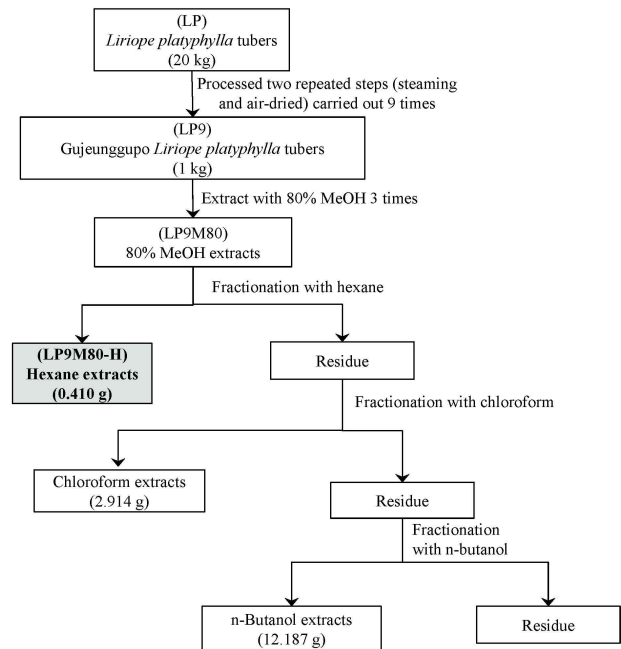 (LP)
Liriope platyphylla tubers
(20 kg)
Processed two repeated steps (steaming
and air-dried) carried out 9 times
(LP9)
Gujeunggupo Liriope platyphylla tubers
(1 kg)
Extract with 80% MeOH 3 times
(LP9M80)
80% MeOH extracts
Fractionation with hexane
(LP9M80-H)
Hexane extracts
(0.410 g)
Residue
Fractionation with chloroform
Chloroform extracts
(2.914 g)
Residue
Fractionation
with n-butanol
n-Butanol extracts
(12.187 g)
Residue